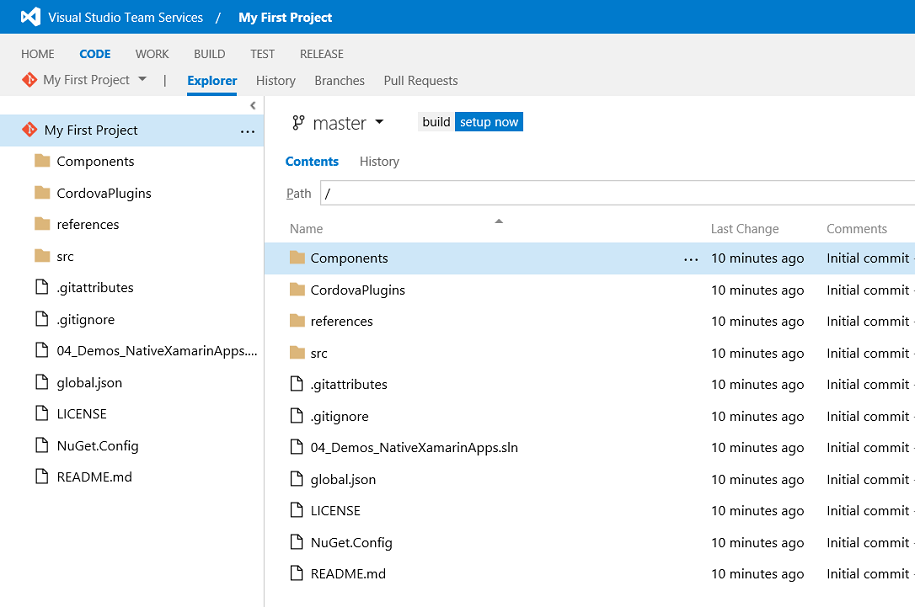 Visual Studio Team Services / My First Project
HOME CODE WORK BUILD TEST RELEASE
My First Project | Explorer History Branches Pull Requests
My First Project ...
Components
CordovaPlugins
references
src
.gitattributes
.gitignore
04_Demos_NativeXamarinApps....
global.json
LICENSE
NuGet.Config
README.md
master build setup now
Contents History
Path /
Name Last Change Comments
Components ... 10 minutes ago Initial commit
CordovaPlugins 10 minutes ago Initial commit
references 10 minutes ago Initial commit
src 10 minutes ago Initial commit
.gitattributes 10 minutes ago Initial commit
.gitignore 10 minutes ago Initial commit
04_Demos_NativeXamarinApps.sln 10 minutes ago Initial commit
global.json 10 minutes ago Initial commit
LICENSE 10 minutes ago Initial commit
NuGet.Config 10 minutes ago Initial commit
README.md 10 minutes ago Initial commit